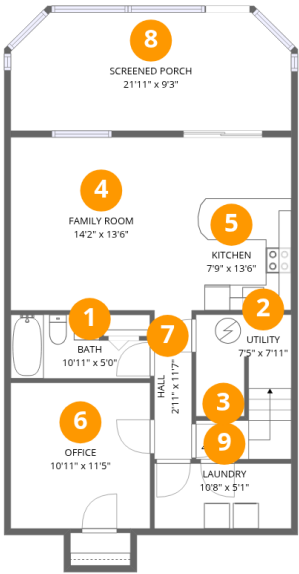 8
SCREENED PORCH
21'11" x 9'3"
4
FAMILY ROOM
14'2" x 13'6"
5
KITCHEN
7'9" x 13'6"
1
BATH
10'11" x 5'0"
7
HALL
2'11" x 11'7"
2
UTILITY
7'5" x 7'11"
3
6
OFFICE
10'11" x 11'5"
9
LAUNDRY
10'8" x 5'1"